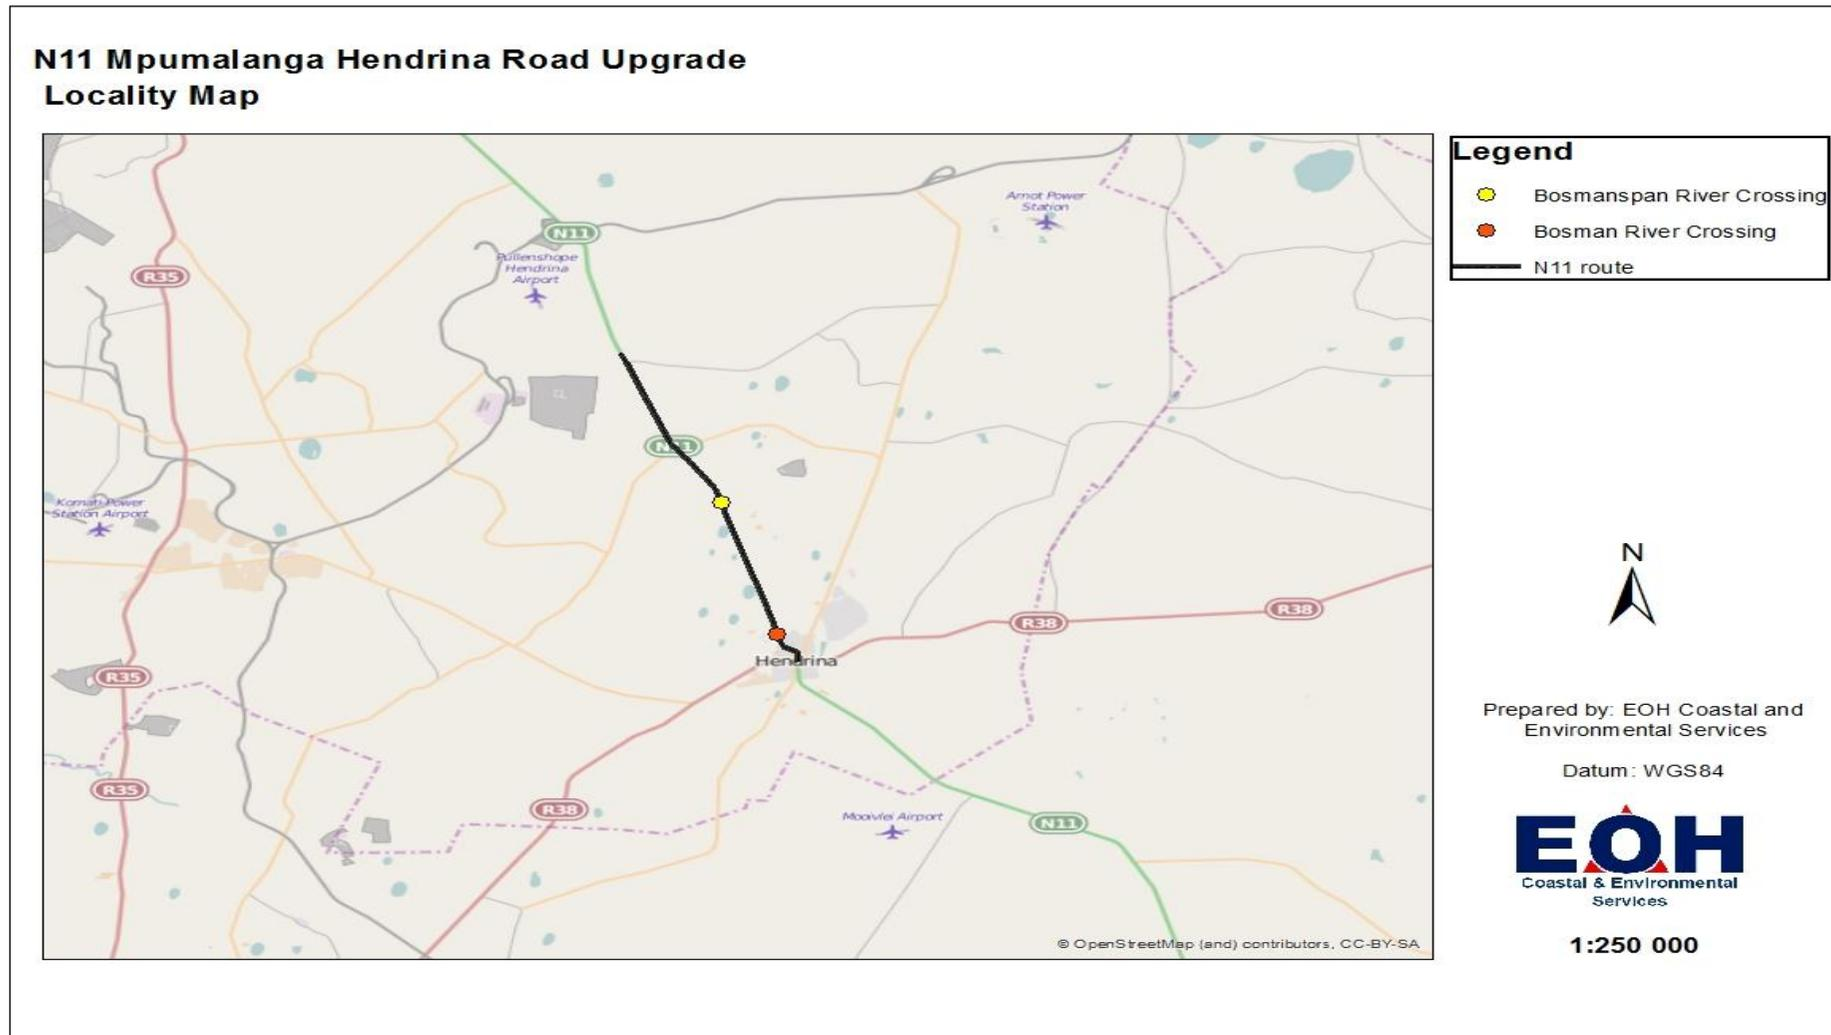 N11 Mpumalanga Hendrina Road Upgrade
Locality Map
Legend
Bosmanspan River Crossing
Bosman River Crossing
N11 route
Arnot Power
Station
N11
Pullenshope
Hendrina
Airport
R35
N11
Komati Power
Station Airport
R38
R38
Hendrina
R35
R35
R38
Mooivlei Airport
N11
© OpenStreetMap (and) contributors, CC-BY-SA
N
Prepared by: EOH Coastal and
Environmental Services
Datum: WGS84
EOH
Coastal & Environmental
Services
1:250 000